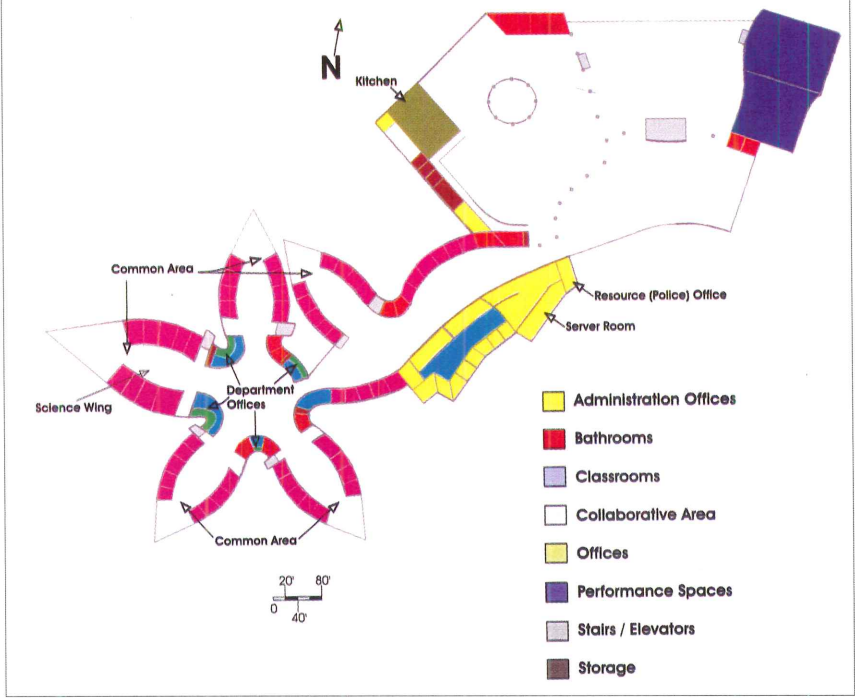 N
Kitchen
Common Area
Resource (Police) Office
Server Room
Science Wing
Department
Offices
Common Area
20' 80'
0 40'
Administration Offices
Bathrooms
Classrooms
Collaborative Area
Offices
Performance Spaces
Stairs / Elevators
Storage